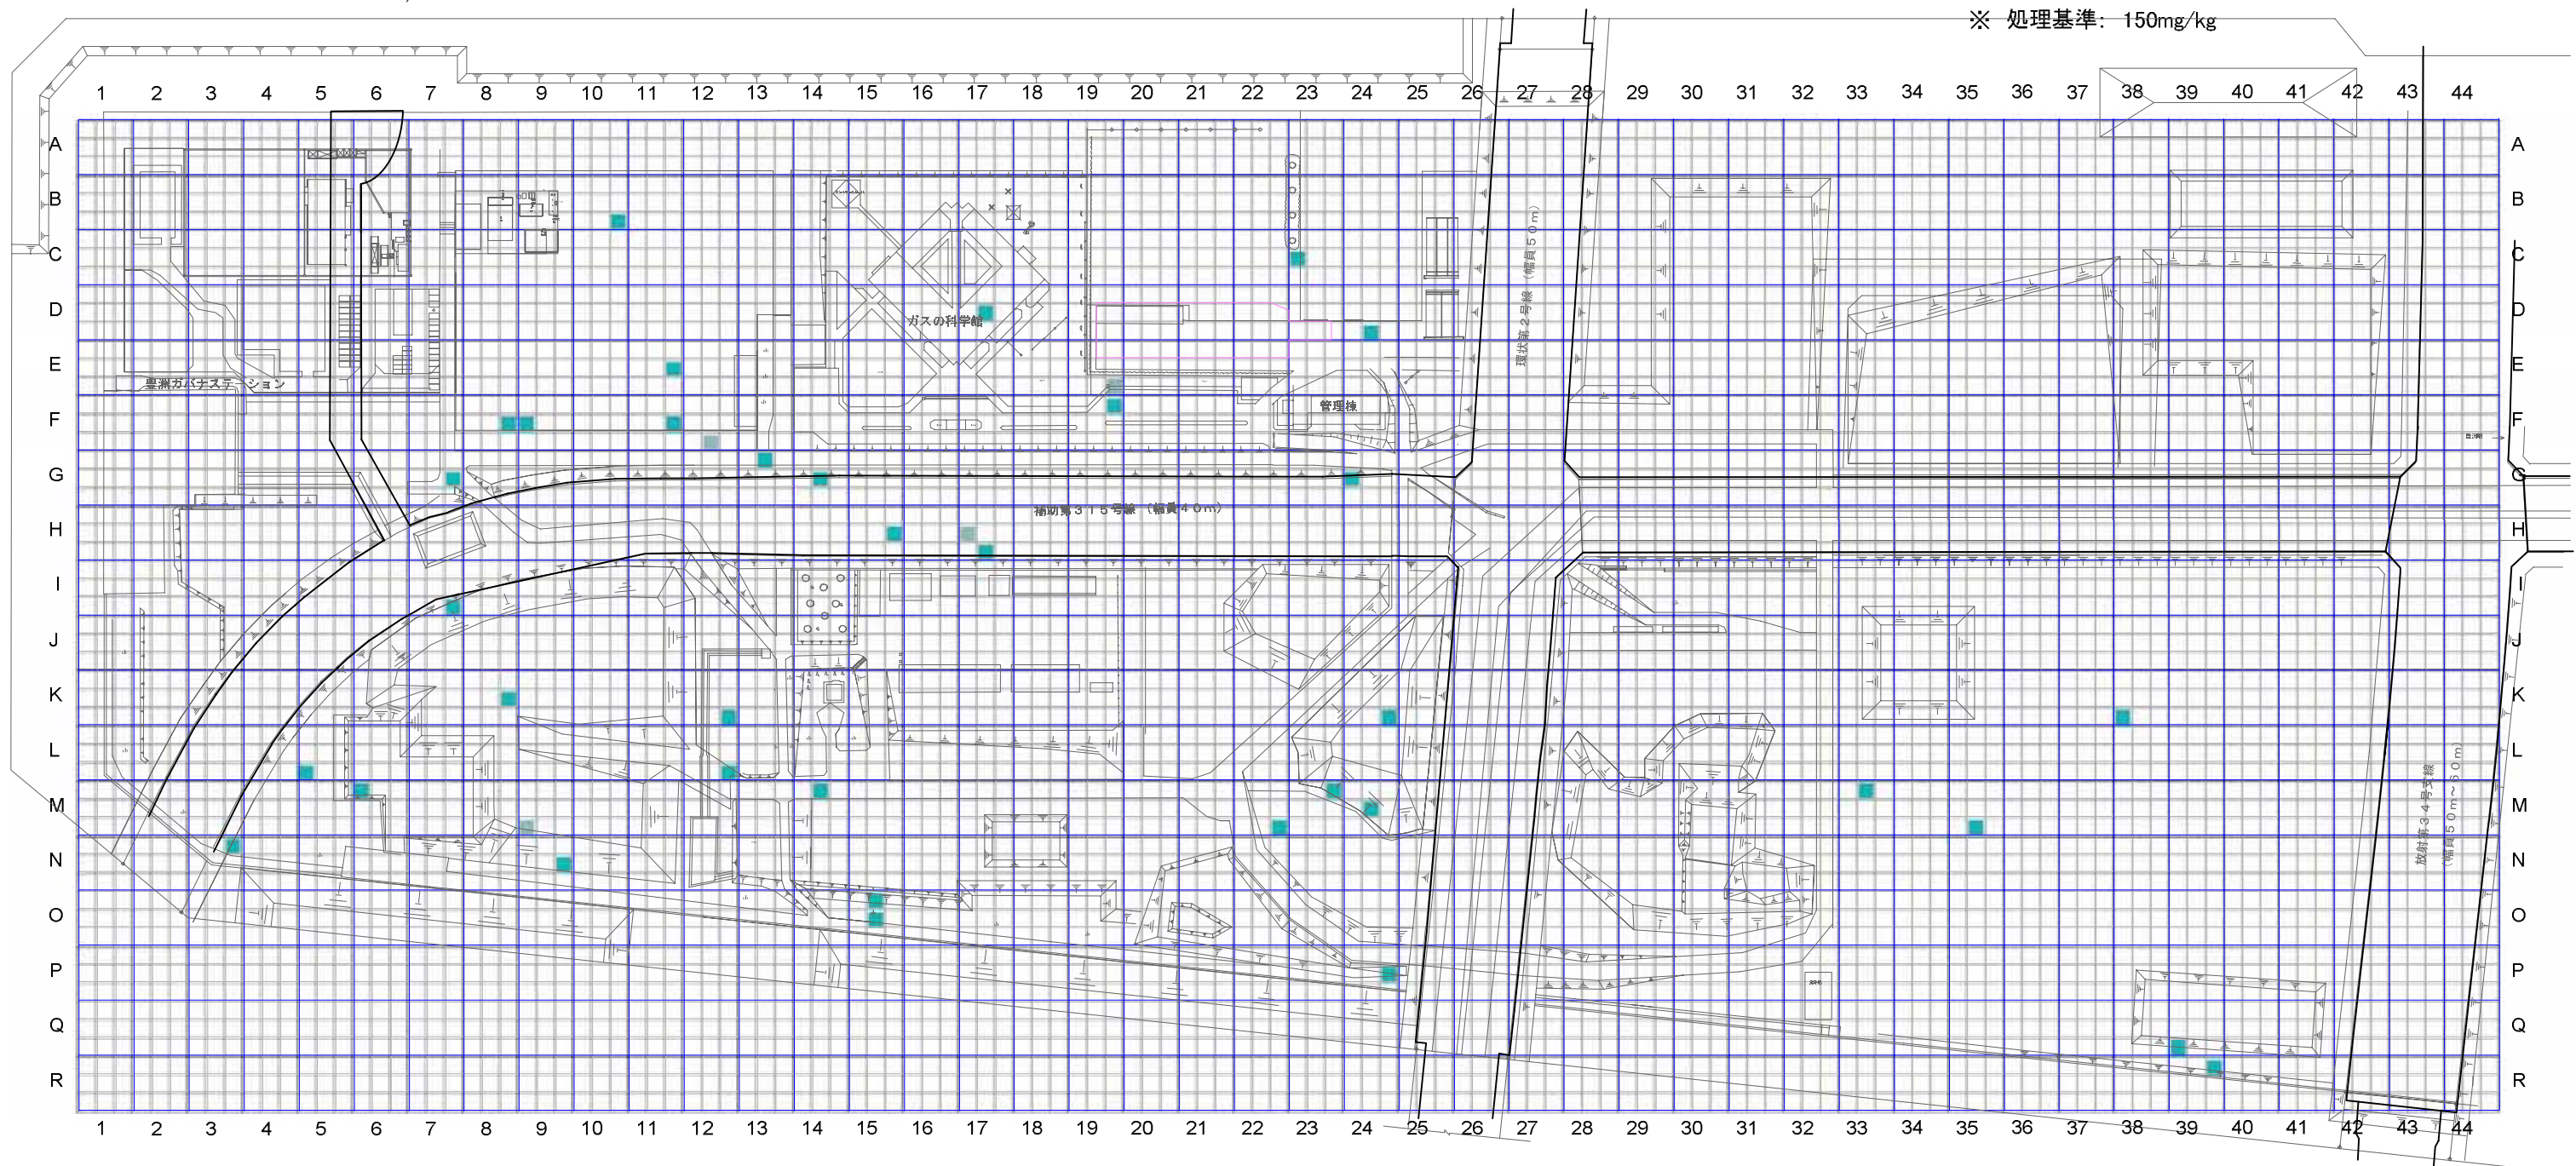 ※ 処理基準: 150mg/kg
1 2 3 4 5 6 7 8 9 10 11 12 13 14 15 16 17 18 19 20 21 22 23 24 25 26 27 28 29 30 31 32 33 34 35 36 37 38 39 40 41 42 43 44
A A
B B
C C
D D
ガスの科学館
環状第2号線(幅員50m)
E E
豊洲ガバナステーション
F F
管理棟
G G
補助第315号線(幅員40m)
H H
I I
J J
K K
L L
M M
放射第34号支線
(幅員50m~60m)
N N
O O
P P
Q Q
R R
1 2 3 4 5 6 7 8 9 10 11 12 13 14 15 16 17 18 19 20 21 22 23 24 25 26 27 28 29 30 31 32 33 34 35 36 37 38 39 40 41 42 43 44